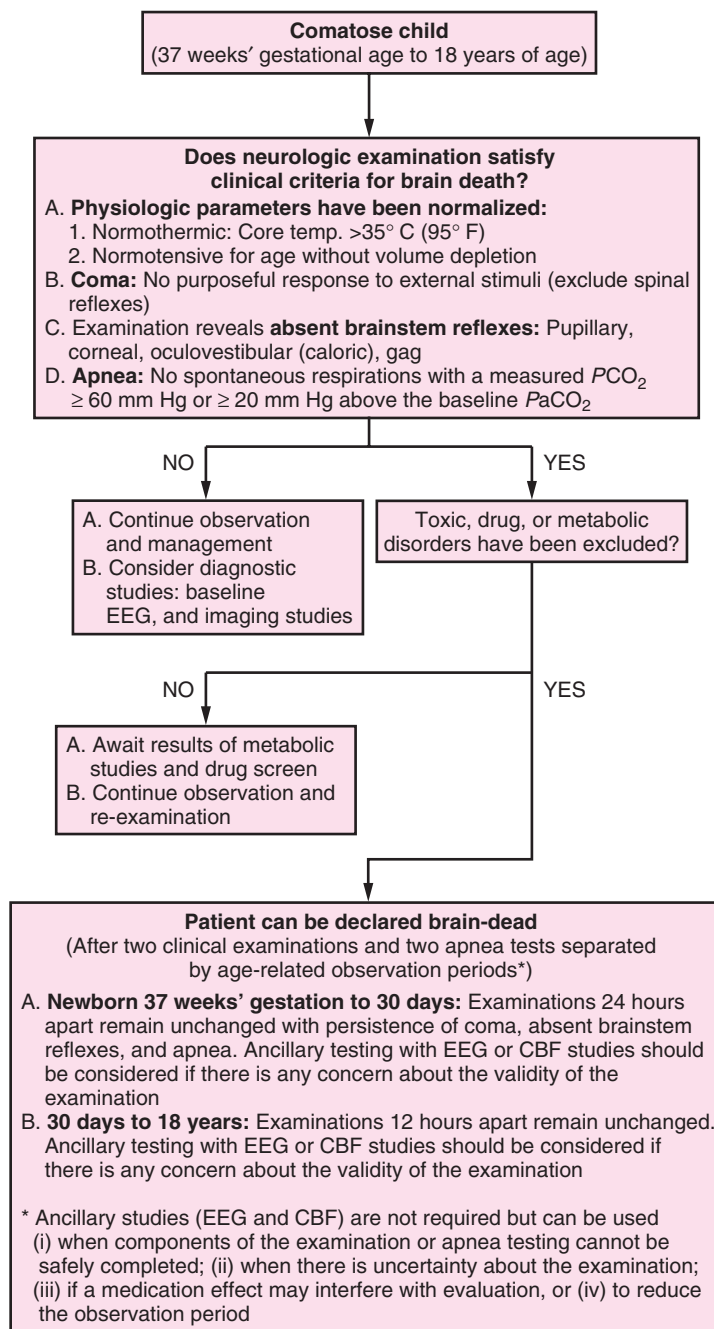 Comatose child
(37 weeks′ gestational age to 18 years of age)
Does neurologic examination satisfy
clinical criteria for brain death?
A. Physiologic parameters have been normalized:
1. Normothermic: Core temp. >35° C (95° F)
2. Normotensive for age without volume depletion
B. Coma: No purposeful response to external stimuli (exclude spinal
reflexes)
C. Examination reveals absent brainstem reflexes: Pupillary,
corneal, oculovestibular (caloric), gag
D. Apnea: No spontaneous respirations with a measured PCO₂
≥ 60 mm Hg or ≥ 20 mm Hg above the baseline PaCO₂
NO
YES
A. Continue observation
and management
B. Consider diagnostic
studies: baseline
EEG, and imaging studies
Toxic, drug, or metabolic
disorders have been excluded?
NO
YES
A. Await results of metabolic
studies and drug screen
B. Continue observation and
re-examination
Patient can be declared brain-dead
(After two clinical examinations and two apnea tests separated
by age-related observation periods*)
A. Newborn 37 weeks’ gestation to 30 days: Examinations 24 hours
apart remain unchanged with persistence of coma, absent brainstem
reflexes, and apnea. Ancillary testing with EEG or CBF studies should
be considered if there is any concern about the validity of the
examination
B. 30 days to 18 years: Examinations 12 hours apart remain unchanged.
Ancillary testing with EEG or CBF studies should be considered if
there is any concern about the validity of the examination
* Ancillary studies (EEG and CBF) are not required but can be used
(i) when components of the examination or apnea testing cannot be
safely completed; (ii) when there is uncertainty about the examination;
(iii) if a medication effect may interfere with evaluation, or (iv) to reduce
the observation period